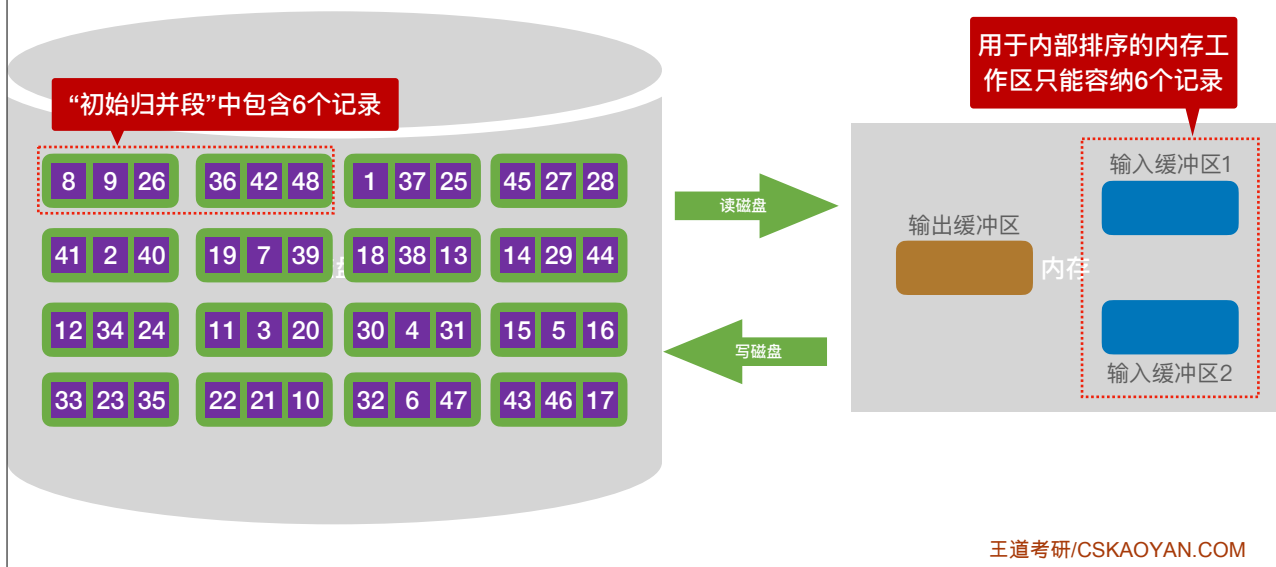 用于内部排序的内存工
作区只能容纳6个记录
“初始归并段”中包含6个记录
8 9 26 36 42 48 1 37 25 45 27 28
输入缓冲区1
读磁盘
输出缓冲区
41 2 40 19 7 39 18 38 13 14 29 44
内存
12 34 24 11 3 20 30 4 31 15 5 16
写磁盘
输入缓冲区2
33 23 35 22 21 10 32 6 47 43 46 17
王道考研/CSKAOYAN.COM